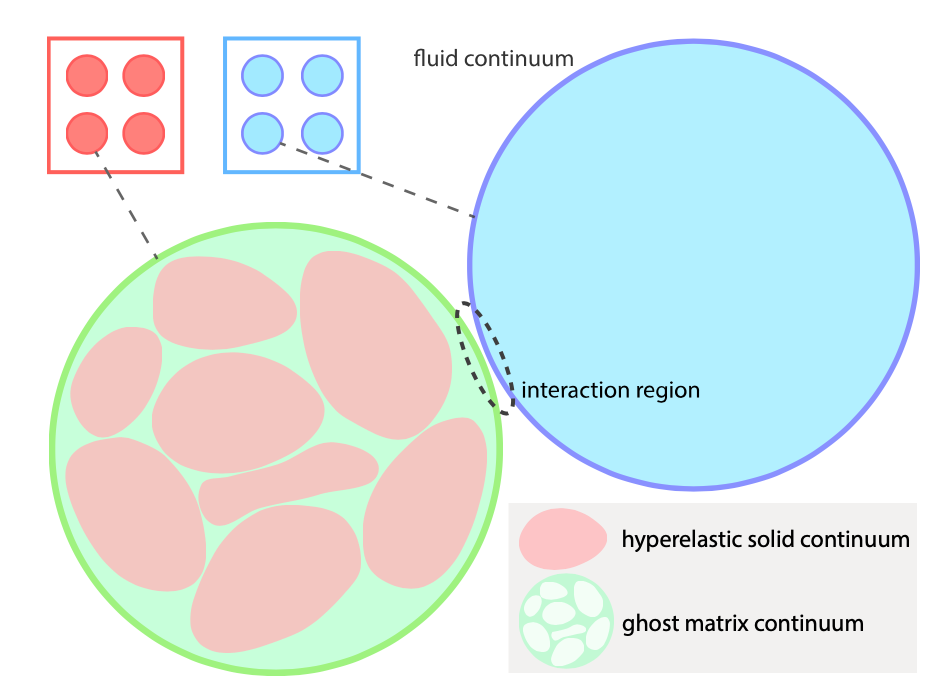 fluid continuum
interaction region
hyperelastic solid continuum
ghost matrix continuum